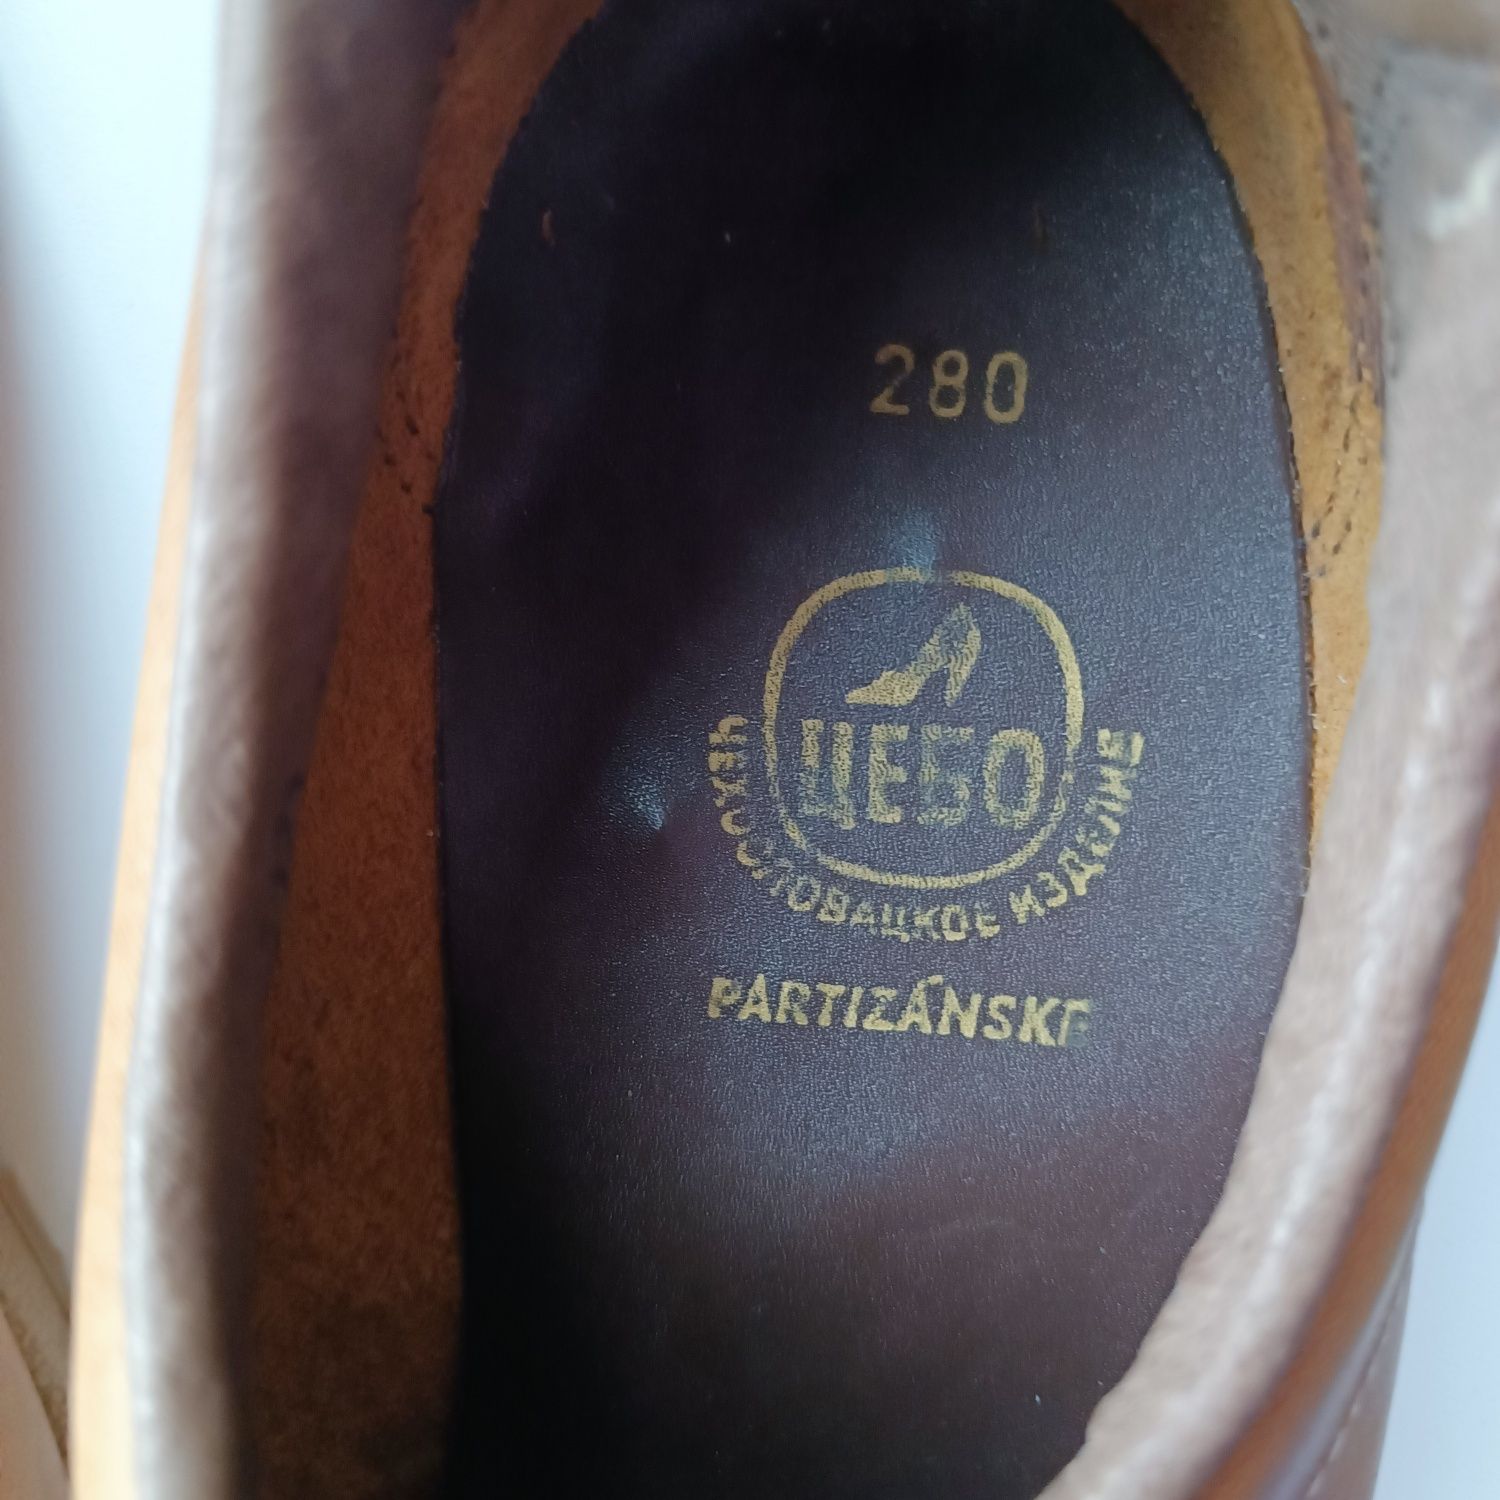 280
ЦЕБО
ЧЕХОСЛОВАЦКОЕ ИЗДЕЛИЕ
PARTIZÁNSKE